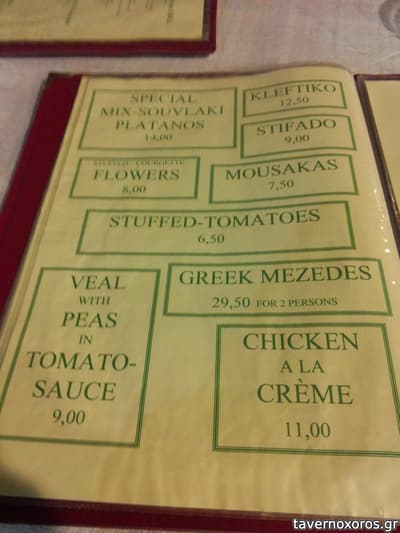 SPECIAL
MIX-SOUVLAKI
PLATANOS
14,00
KLEFTIKO
12,50
STIFADO
9,00
STUFFED COURGETTE
FLOWERS
8,00
MOUSAKAS
7,50
STUFFED-TOMATOES
6,50
VEAL
WITH
PEAS
IN
TOMATO-
SAUCE
9,00
GREEK MEZEDES
29,50 FOR 2 PERSONS
CHICKEN
A LA
CRÈME
11,00
tavernoxoros.gr